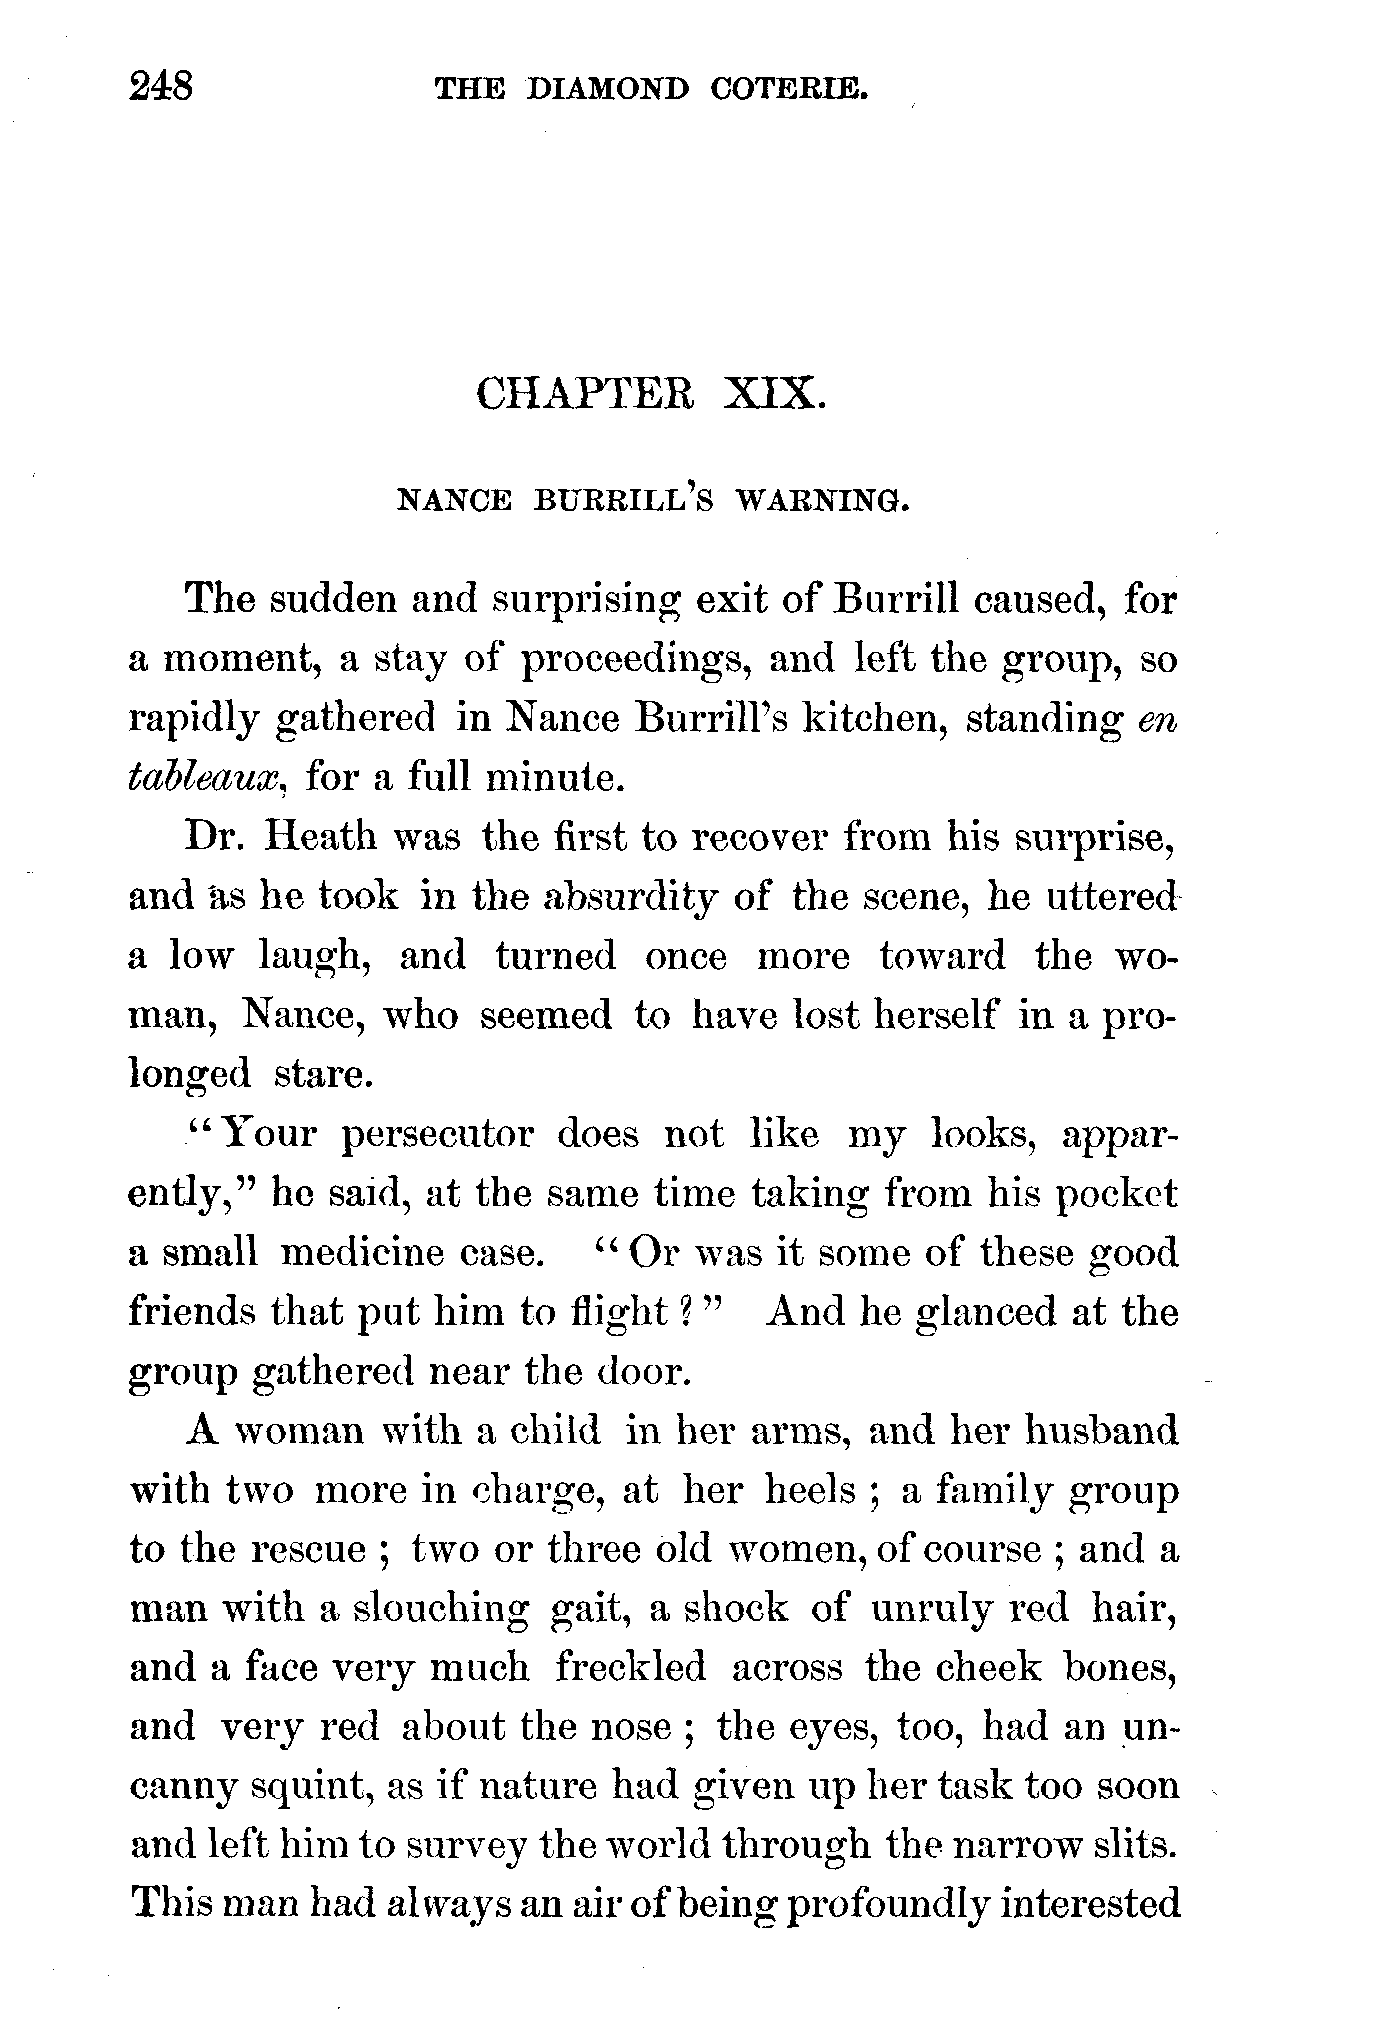 248 THE DIAMOND COTERIE.
CHAPTER XIX.
NANCE BURRILL'S WARNING.
The sudden and surprising exit of Burrill caused, for
a moment, a stay of proceedings, and left the group, so
rapidly gathered in Nance Burrill's kitchen, standing en
tableaux, for a full minute.
Dr. Heath was the first to recover from his surprise,
and as he took in the absurdity of the scene, he uttered
a low laugh, and turned once more toward the wo-
man, Nance, who seemed to have lost herself in a pro-
longed stare.
"Your persecutor does not like my looks, appar-
ently," he said, at the same time taking from his pocket
a small medicine case. "Or was it some of these good
friends that put him to flight?" And he glanced at the
group gathered near the door.
A woman with a child in her arms, and her husband
with two more in charge, at her heels; a family group
to the rescue; two or three old women, of course; and a
man with a slouching gait, a shock of unruly red hair,
and a face very much freckled across the cheek bones,
and very red about the nose; the eyes, too, had an un-
canny squint, as if nature had given up her task too soon
and left him to survey the world through the narrow slits.
This man had always an air of being profoundly interested